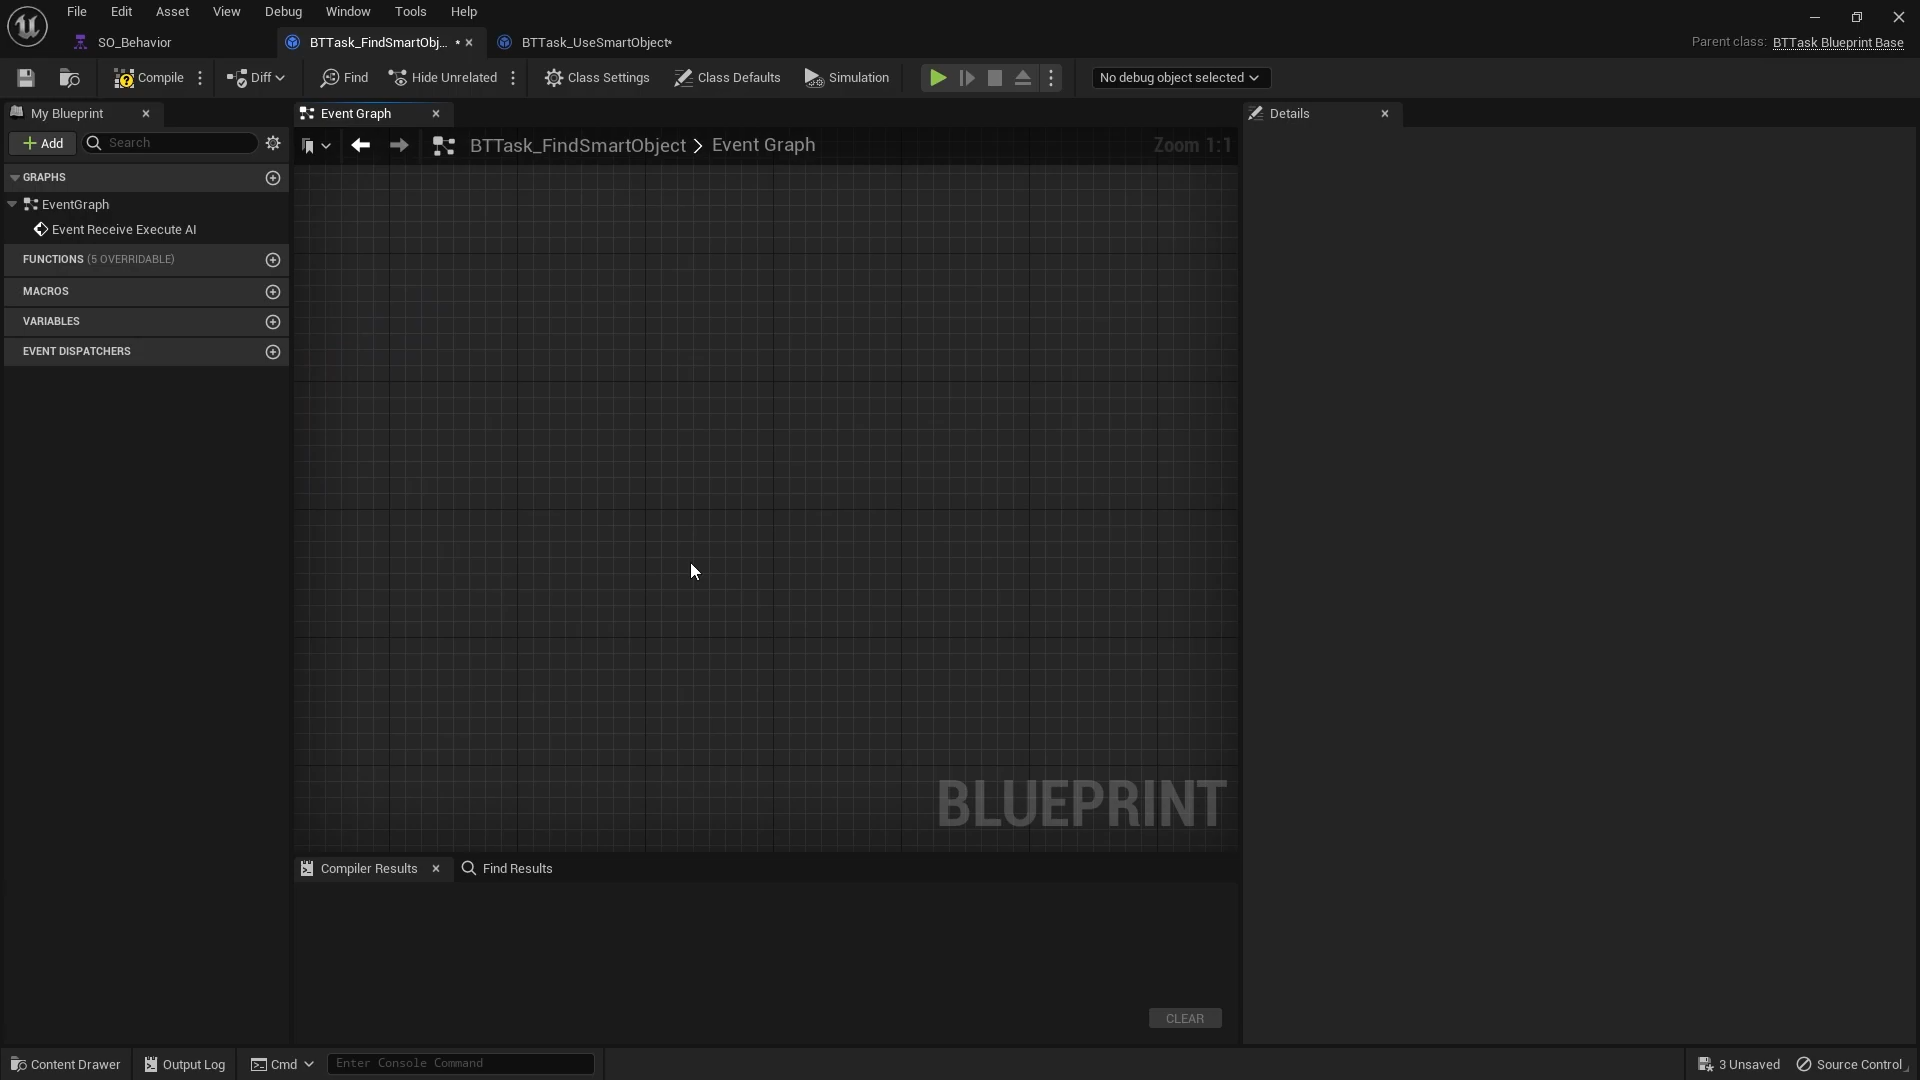 File Edit Asset View Debug Window Tools Help
SO_Behavior
BTTask_FindSmartObj... •
BTTask_UseSmartObject•
Parent class: BTTask Blueprint Base
Compile
Diff
Find
Hide Unrelated
Class Settings
Class Defaults
Simulation
No debug object selected
My Blueprint
Event Graph
Details
Add
Search
BTTask_FindSmartObject > Event Graph
Zoom 1:1
GRAPHS
EventGraph
Event Receive Execute AI
FUNCTIONS (5 OVERRIDABLE)
MACROS
VARIABLES
EVENT DISPATCHERS
BLUEPRINT
Compiler Results
Find Results
CLEAR
Content Drawer
Output Log
Cmd
Enter Console Command
3 Unsaved
Source Control